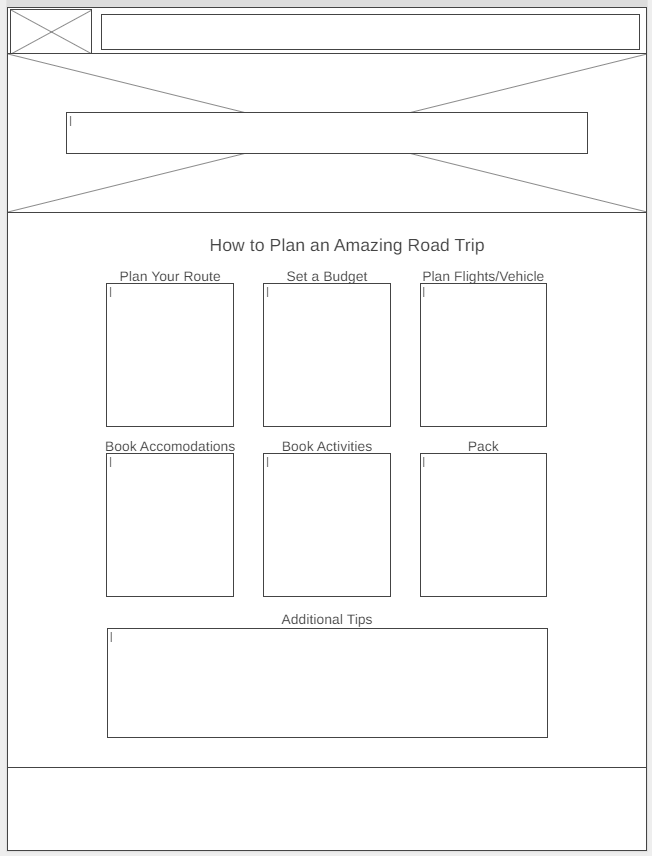 How to Plan an Amazing Road Trip
Plan Your Route
Set a Budget
Plan Flights/Vehicle
Book Accomodations
Book Activities
Pack
Additional Tips